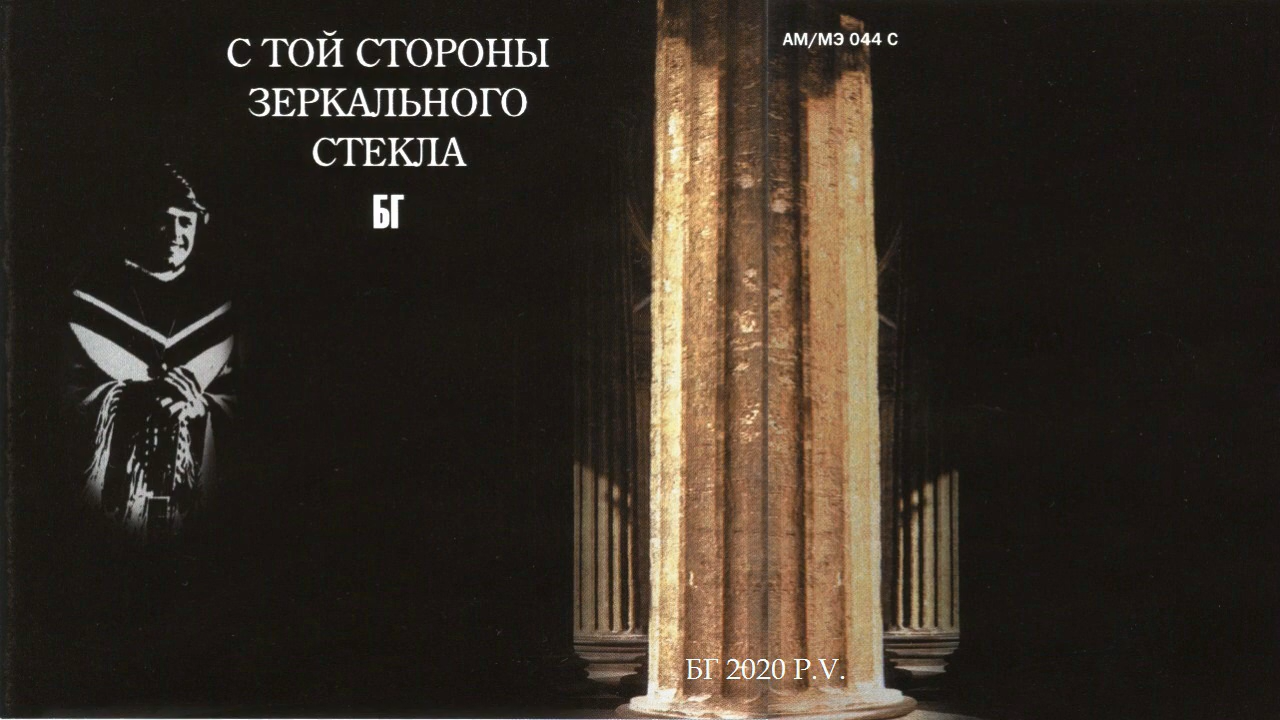 С ТОЙ СТОРОНЫ
ЗЕРКАЛЬНОГО
СТЕКЛА
БГ
АМ/МЭ 044 С
БГ 2020 P.V.